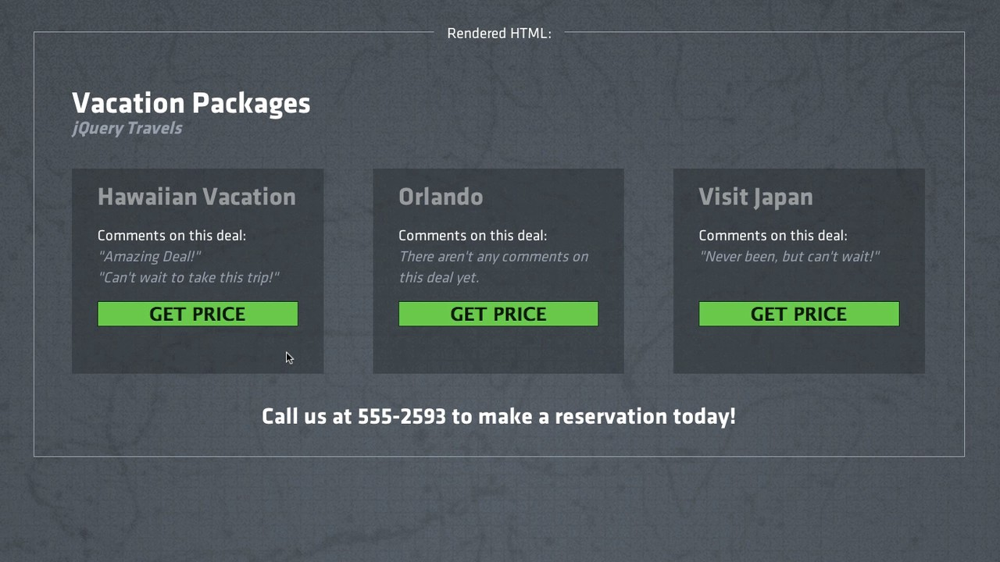 Rendered HTML:
Vacation Packages
jQuery Travels
Hawaiian Vacation
Comments on this deal:
"Amazing Deal!"
"Can't wait to take this trip!"
GET PRICE
Orlando
Comments on this deal:
There aren't any comments on
this deal yet.
GET PRICE
Visit Japan
Comments on this deal:
"Never been, but can't wait!"
GET PRICE
Call us at 555-2593 to make a reservation today!